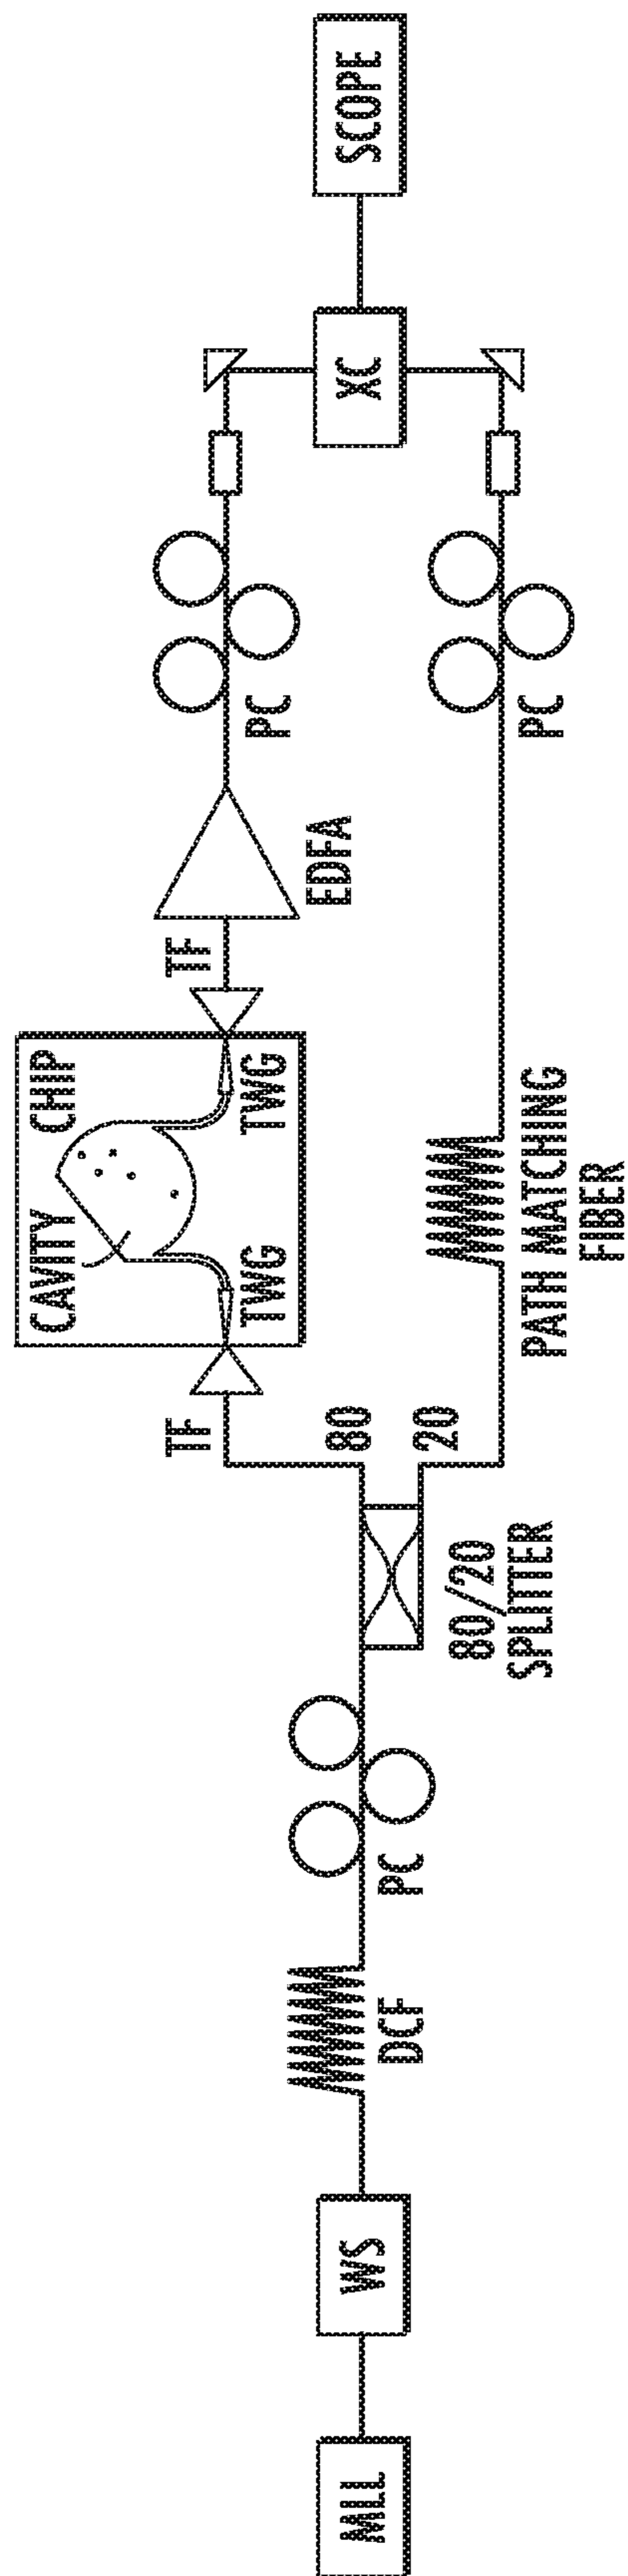 MLL
WS
DCF
PC
80/20
SPLITTER
80
20
TF
CAVITY
CHIP
TWG
TWG
TF
EDFA
PC
PATH MATCHING
FIBER
PC
XC
SCOPE